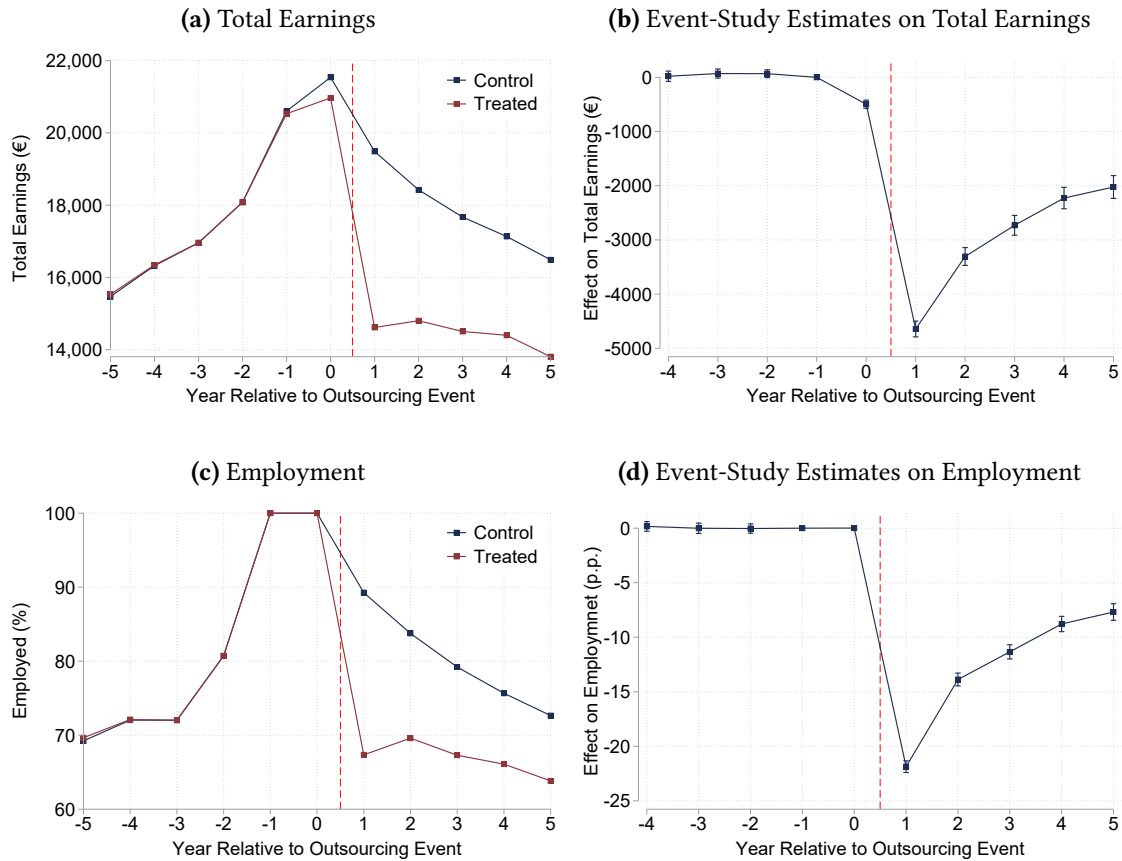 (a) Total Earnings
22,000
20,000
18,000
16,000
14,000
Total Earnings (€)
Control
Treated
-5 -4 -3 -2 -1 0 1 2 3 4 5
Year Relative to Outsourcing Event
(b) Event-Study Estimates on Total Earnings
0
-1000
-2000
-3000
-4000
-5000
Effect on Total Earnings (€)
-4 -3 -2 -1 0 1 2 3 4 5
Year Relative to Outsourcing Event
(c) Employment
100
90
80
70
60
Employed (%)
Control
Treated
-5 -4 -3 -2 -1 0 1 2 3 4 5
Year Relative to Outsourcing Event
(d) Event-Study Estimates on Employment
0
-5
-10
-15
-20
-25
Effect on Employmnet (p.p.)
-4 -3 -2 -1 0 1 2 3 4 5
Year Relative to Outsourcing Event